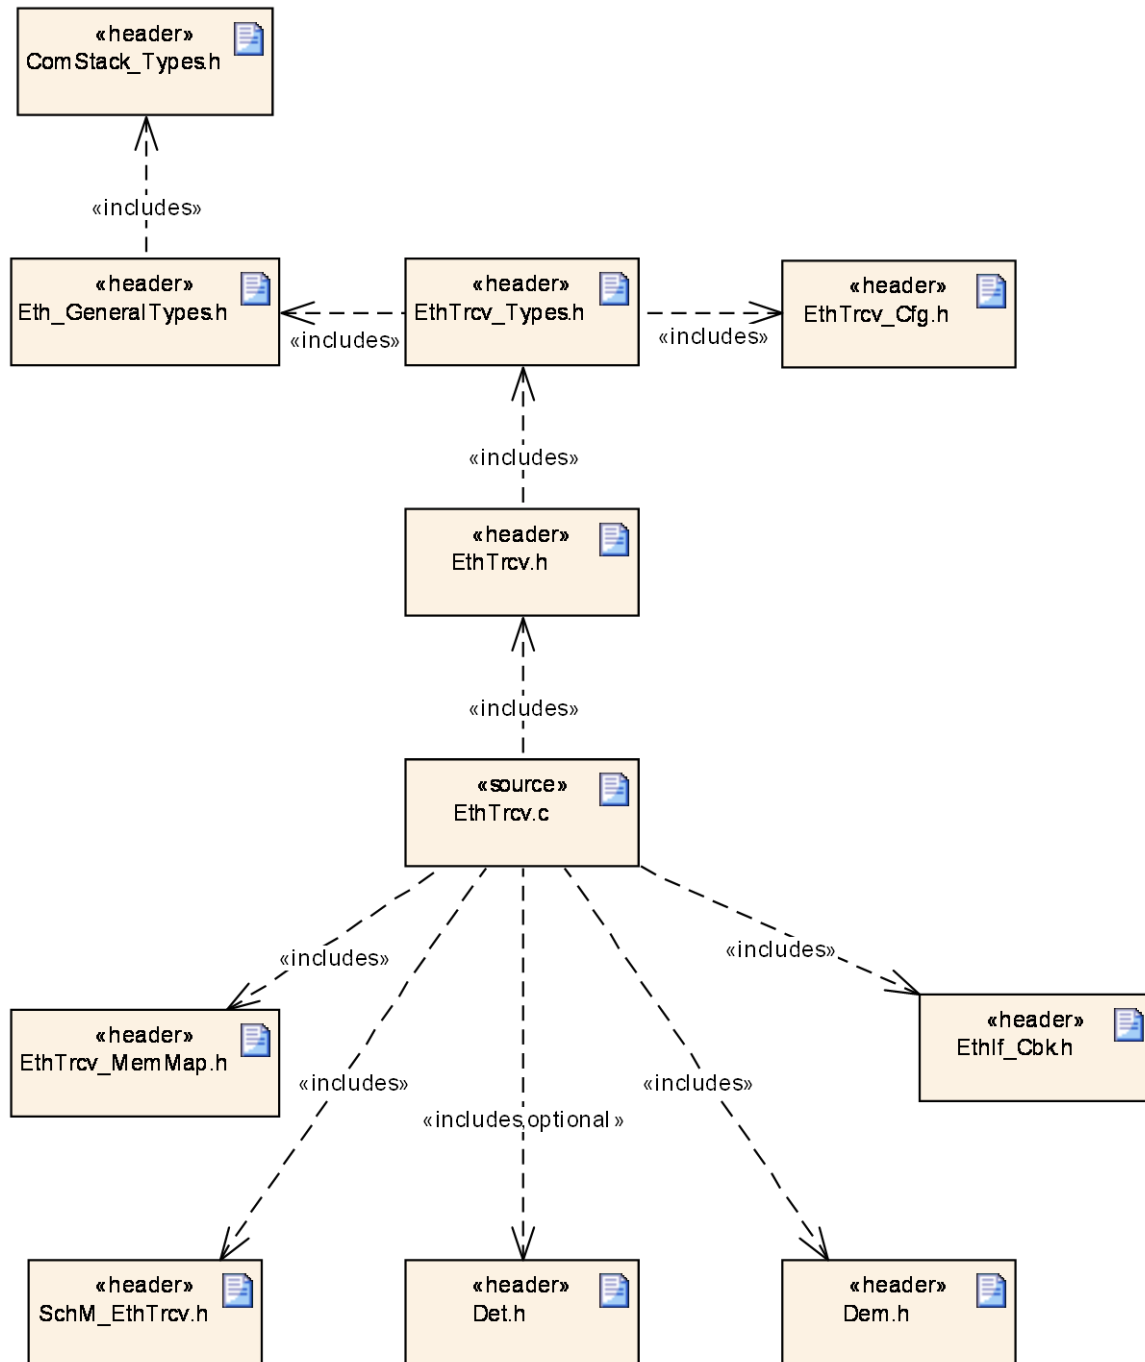 «header»
ComStack_Types.h
«includes»
«header»
Eth_GeneralTypes.h
«includes»
«header»
EthTrcv_Types.h
«includes»
«header»
EthTrcv_Cfg.h
«includes»
«header»
EthTrcv.h
«includes»
«source»
EthTrcv.c
«includes»
«includes»
«header»
EthTrcv_MemMap.h
«header»
EthIf_Cbk.h
«includes»
«includes»
«includes,optional»
«header»
SchM_EthTrcv.h
«header»
Det.h
«header»
Dem.h